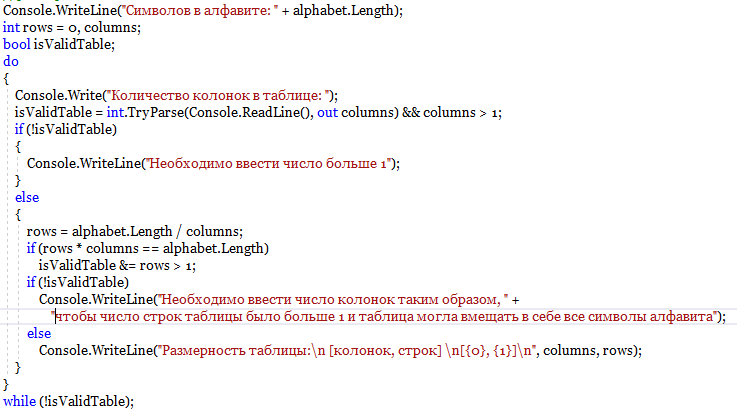 Console.WriteLine("Символов в алфавите: " + alphabet.Length);
int rows = 0, columns;
bool isValidTable;
do
{
Console.Write("Количество колонок в таблице: ");
isValidTable = int.TryParse(Console.ReadLine(), out columns) && columns > 1;
if (!isValidTable)
{
Console.WriteLine("Необходимо ввести число больше 1");
}
else
{
rows = alphabet.Length / columns;
if (rows * columns == alphabet.Length)
isValidTable &= rows > 1;
if (!isValidTable)
Console.WriteLine("Необходимо ввести число колонок таким образом, " +
"чтобы число строк таблицы было больше 1 и таблица могла вмещать в себе все символы алфавита");
else
Console.WriteLine("Размерность таблицы:\n [колонок, строк] \n[{0}, {1}]\n", columns, rows);
}
}
while (!isValidTable);